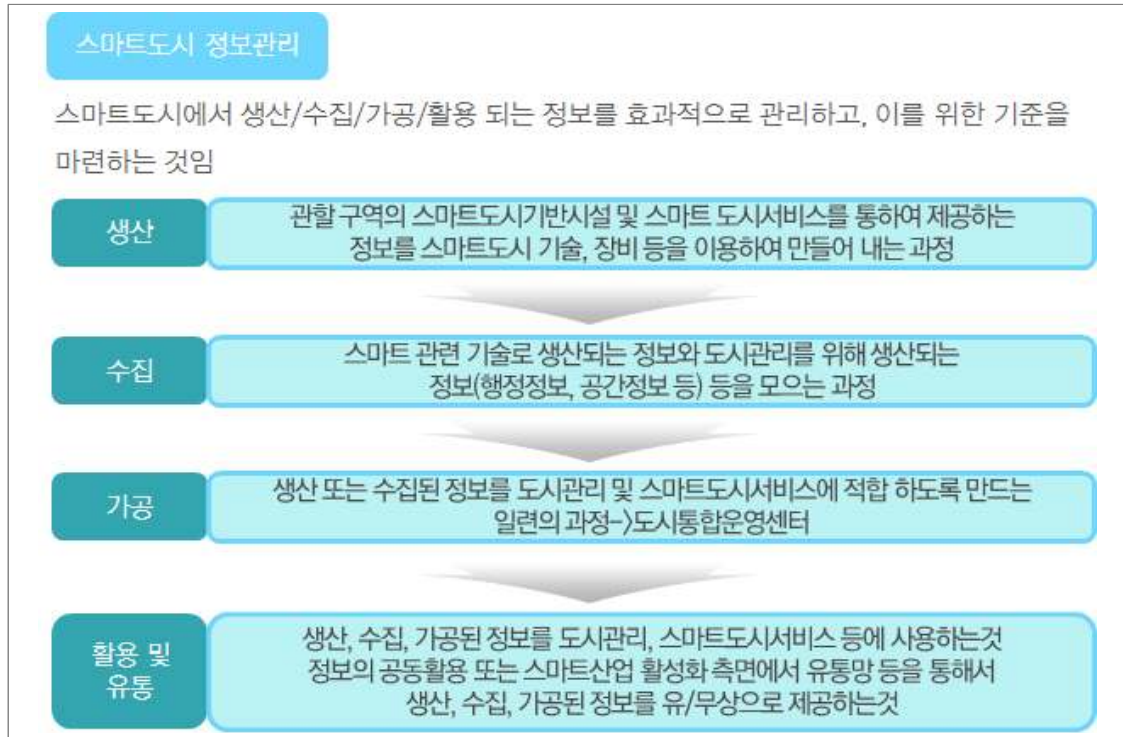 스마트도시 정보관리
스마트도시에서 생산/수집/가공/활용 되는 정보를 효과적으로 관리하고, 이를 위한 기준을
마련하는 것임
생산
관할 구역의 스마트도시기반시설 및 스마트 도시서비스를 통하여 제공하는
정보를 스마트도시 기술, 장비 등을 이용하여 만들어 내는 과정
수집
스마트 관련 기술로 생산되는 정보와 도시관리를 위해 생산되는
정보(행정정보, 공간정보 등) 등을 모으는 과정
가공
생산 또는 수집된 정보를 도시관리 및 스마트도시서비스에 적합 하도록 만드는
일련의 과정->도시통합운영센터
활용 및
유통
생산, 수집, 가공된 정보를 도시관리, 스마트도시서비스 등에 사용하는것
정보의 공동활용 또는 스마트산업 활성화 측면에서 유통망 등을 통해서
생산, 수집, 가공된 정보를 유/무상으로 제공하는것